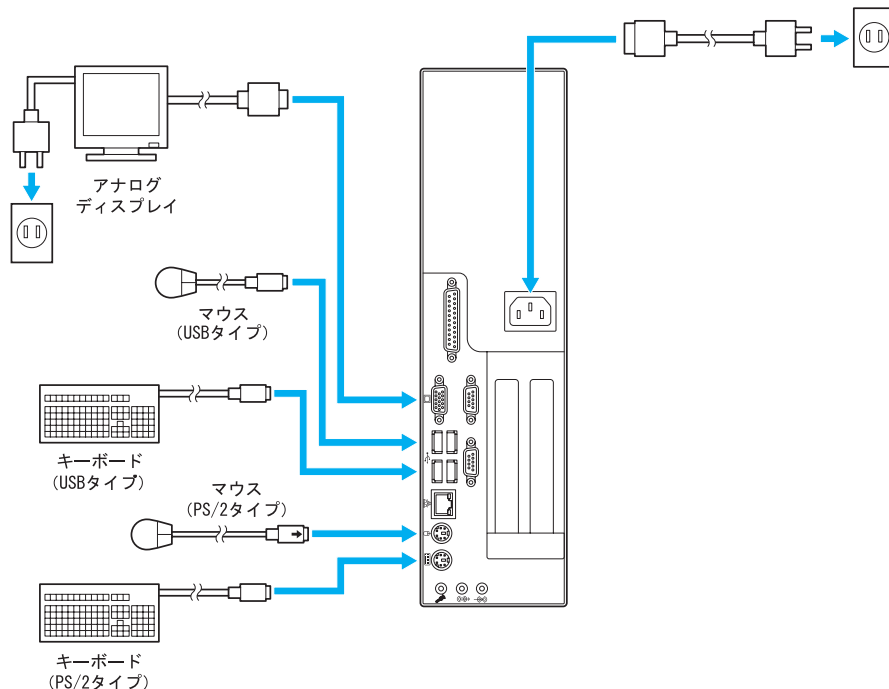 アナログ
ディスプレイ
マウス
(USBタイプ)
キーボード
(USBタイプ)
マウス
(PS/2タイプ)
キーボード
(PS/2タイプ)